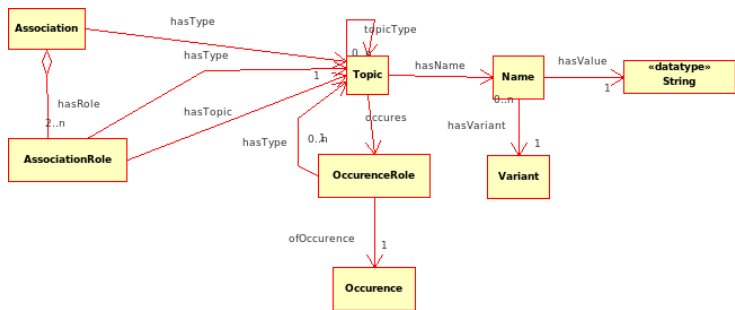 Association
hasType
topicType
0..n
hasType
Topic
1
hasName
Name
0..n
hasValue
1
«datatype»
String
hasRole
2..n
hasTopic
occures
hasVariant
1
AssociationRole
hasType
0..n
1
OccurenceRole
Variant
ofOccurence
1
Occurence